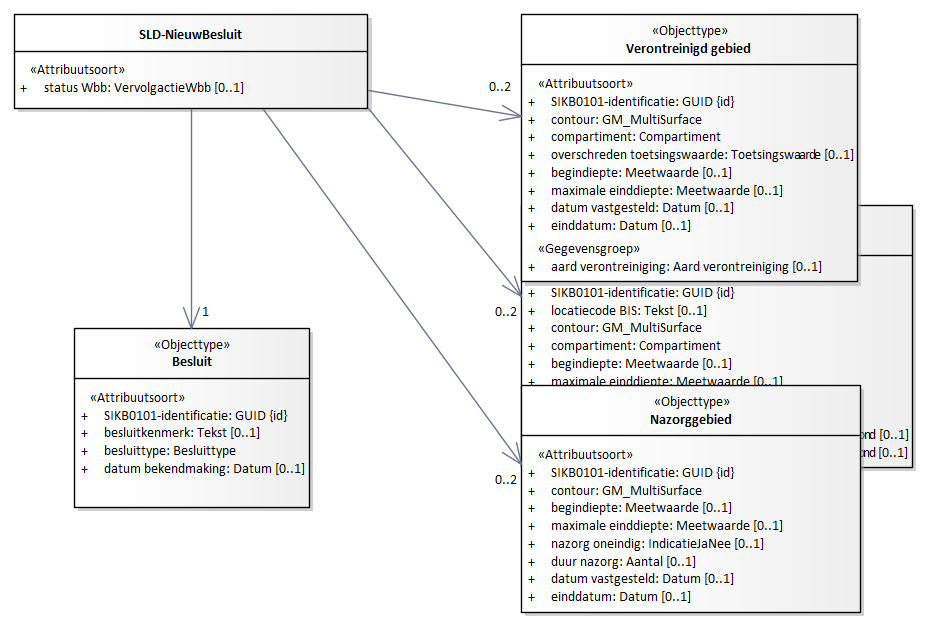 SLD-NieuwBesluit
«Attribuutsoort»
+ status Wbb: VervolgactieWbb [0..1]
0..2
0..2
0..2
1
«Objecttype»
Besluit
«Attribuutsoort»
+ SIKB0101-identificatie: GUID {id}
+ besluitkenmerk: Tekst [0..1]
+ besluittype: Besluittype
+ datum bekendmaking: Datum [0..1]
«Objecttype»
Verontreinigd gebied
«Attribuutsoort»
+ SIKB0101-identificatie: GUID {id}
+ contour: GM_MultiSurface
+ compartiment: Compartiment
+ overschreden toetsingswaarde: Toetsingswaarde [0..1]
+ begindiepte: Meetwaarde [0..1]
+ maximale einddiepte: Meetwaarde [0..1]
+ datum vastgesteld: Datum [0..1]
+ einddatum: Datum [0..1]
«Gegevensgroep»
+ aard verontreiniging: Aard verontreiniging [0..1]
+ SIKB0101-identificatie: GUID {id}
+ locatiecode BIS: Tekst [0..1]
+ contour: GM_MultiSurface
+ compartiment: Compartiment
+ begindiepte: Meetwaarde [0..1]
+ maximale einddiepte: Meetwaarde [0..1]
ond [0..1]
ond [0..1]
«Objecttype»
Nazorggebied
«Attribuutsoort»
+ SIKB0101-identificatie: GUID {id}
+ contour: GM_MultiSurface
+ begindiepte: Meetwaarde [0..1]
+ maximale einddiepte: Meetwaarde [0..1]
+ nazorg oneindig: IndicatieJaNee [0..1]
+ duur nazorg: Aantal [0..1]
+ datum vastgesteld: Datum [0..1]
+ einddatum: Datum [0..1]